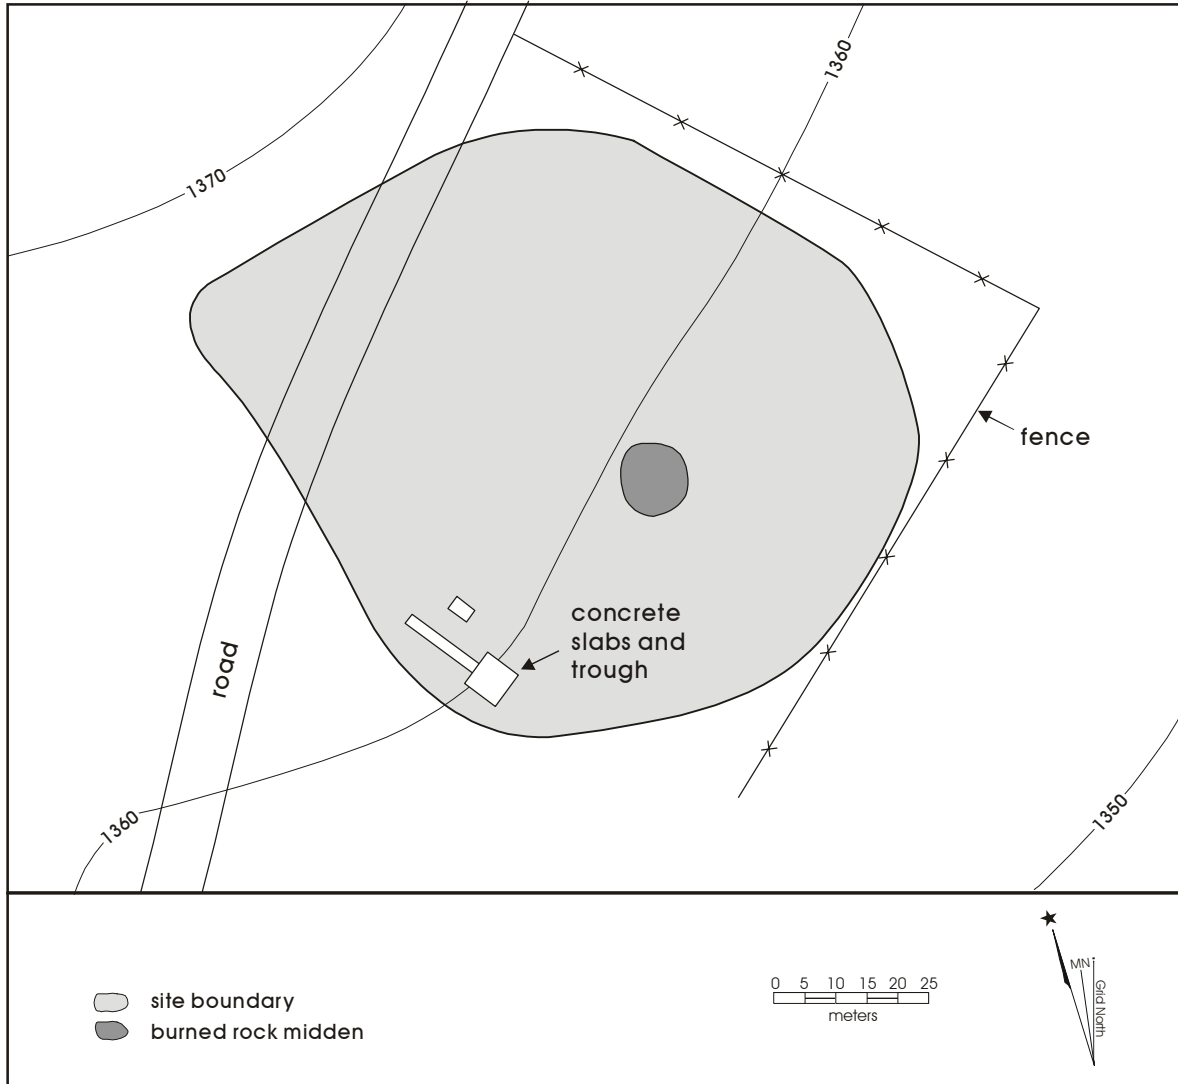 1360
1370
fence
concrete
slabs and
trough
road
1360
1350
MN
Grid North
0 5 10 15 20 25
meters
site boundary
burned rock midden